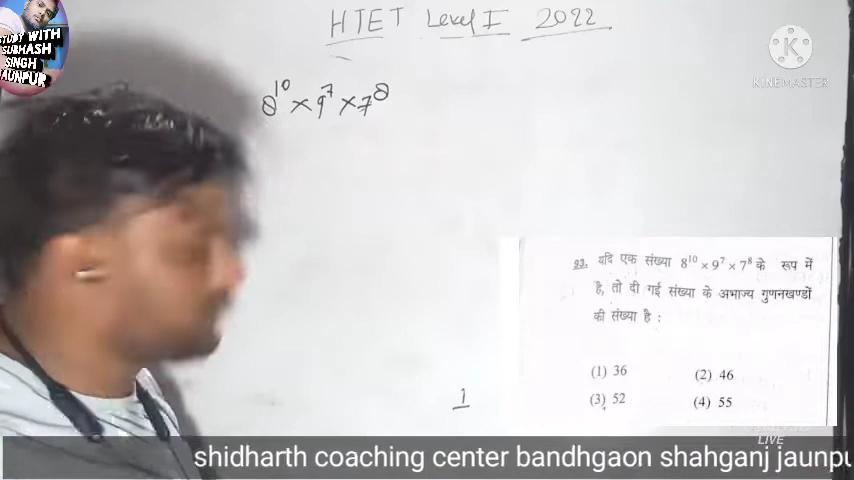 STUDY WITH
SUBHASH
SINGH
JAUNPUR
HTET Level I 2022
KINEMASTER
8¹⁰ × 9⁷ × 7⁸
93. यदि एक संख्या 8¹⁰ × 9⁷ × 7⁸ के रूप में
है, तो दी गई संख्या के अभाज्य गुणनखण्डों
की संख्या है :
(1) 36 (2) 46
(3) 52 (4) 55
1
LIVE
shidharth coaching center bandhgaon shahganj jaunpu